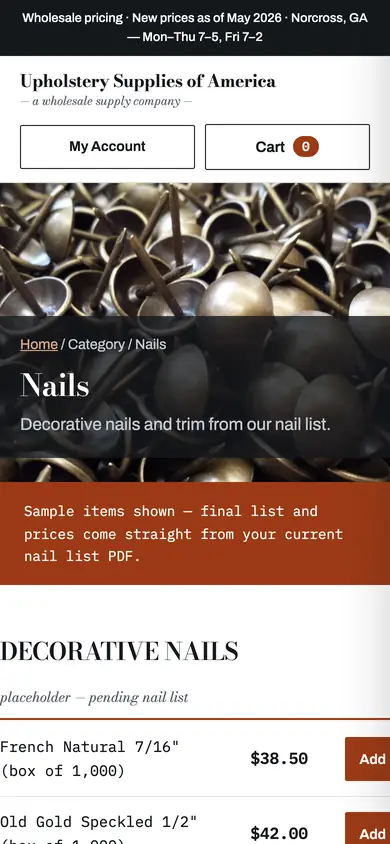 Wholesale pricing · New prices as of May 2026 · Norcross, GA
— Mon–Thu 7–5, Fri 7–2
Upholstery Supplies of America
— a wholesale supply company —
My Account
Cart 0
Home / Category / Nails
Nails
Decorative nails and trim from our nail list.
Sample items shown — final list and
prices come straight from your current
nail list PDF.
DECORATIVE NAILS
placeholder — pending nail list
French Natural 7/16"
(box of 1,000)
$38.50
Add
Old Gold Speckled 1/2"
(box of 1,000)
$42.00
Add